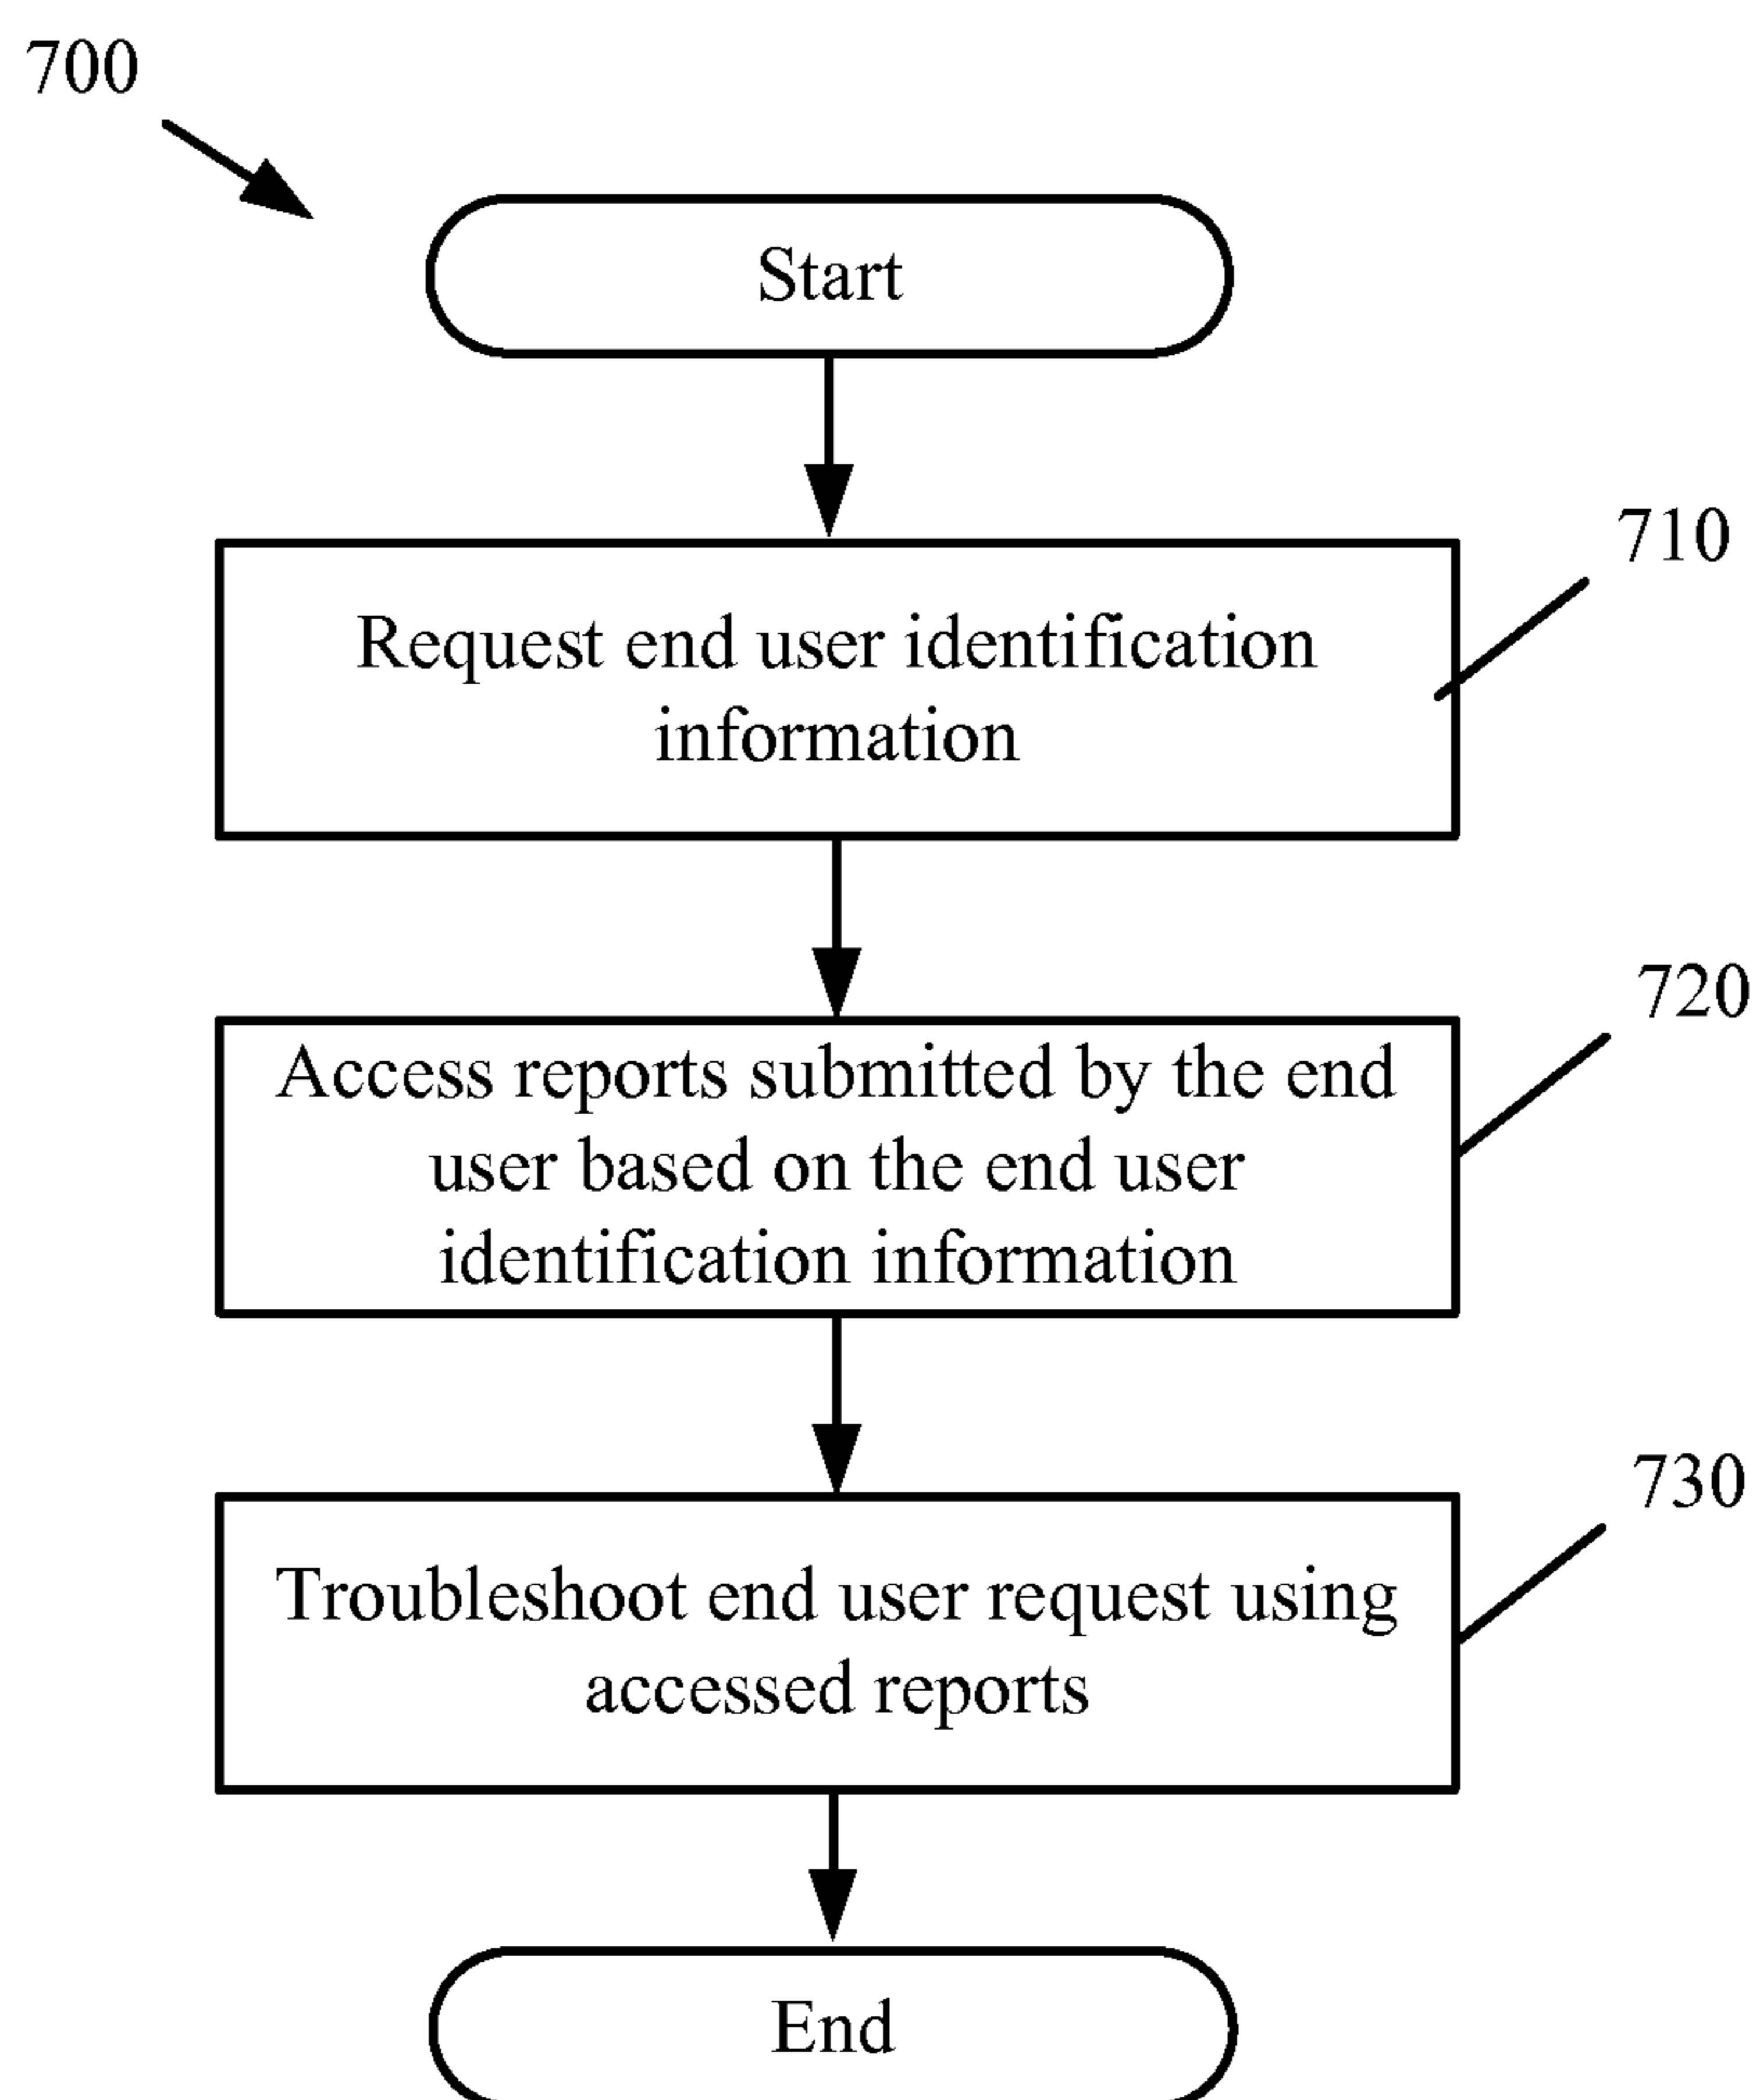 700
Start
710
Request end user identification
information
720
Access reports submitted by the end
user based on the end user
identification information
730
Troubleshoot end user request using
accessed reports
End